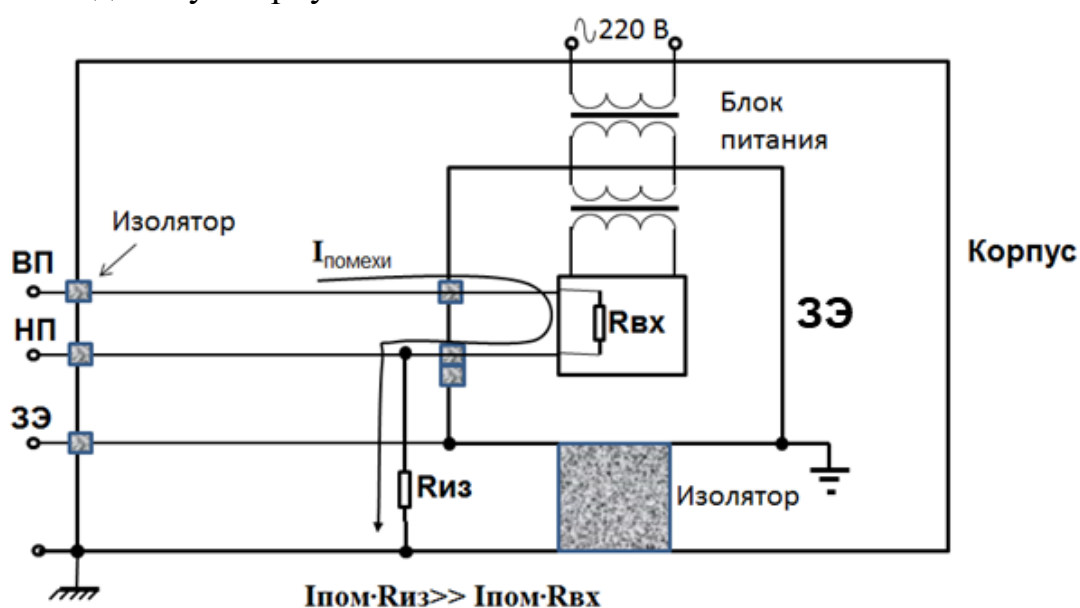 220 В
Блок
питания
Изолятор
Iпомехи
ВП
Корпус
НП
Rвх
ЗЭ
ЗЭ
Rиз
Изолятор
Iпом·Rиз>> Iпом·Rвх